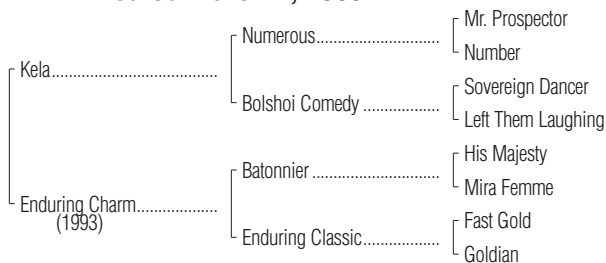 Mr. Prospector
Numerous
Number
Kela
Sovereign Dancer
Bolshoi Comedy
Left Them Laughing
His Majesty
Batonnier
Mira Femme
Enduring Charm
(1993)
Fast Gold
Enduring Classic
Goldian